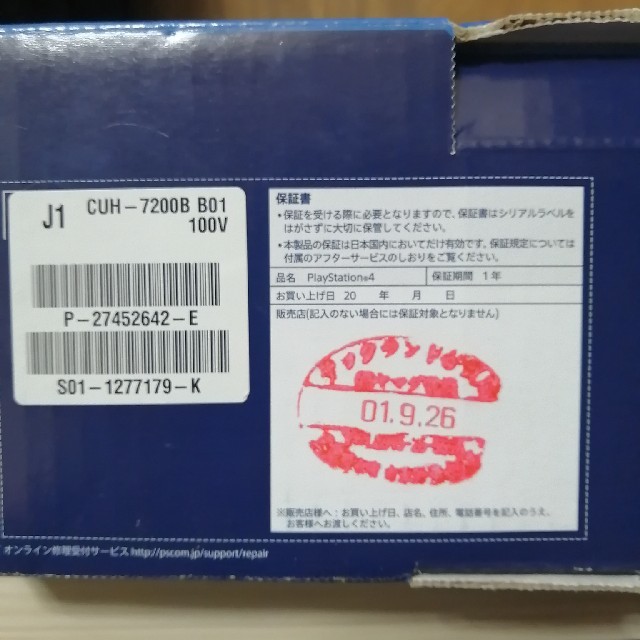 J1 CUH-7200B B01
100V
P-27452642-E
S01-1277179-K
保証書
•保証を受ける際に必要となりますので、保証書はシリアルラベルを
はがさずに大切に保管してください。
•本製品の保証は日本国内においてだけ有効です。保証規定については
付属のアフターサービスのしおりをご覧ください。
品名 PlayStation®4 保証期間 1年
お買い上げ日 20 年 月 日
販売店(記入のない場合には保証対象となりません)
01.9.26
※販売店様へ:お買い上げ日、店名、住所、電話番号を記入のうえ、
お客様へお渡しください。
オンライン修理受付サービス http://pscom.jp/support/repair